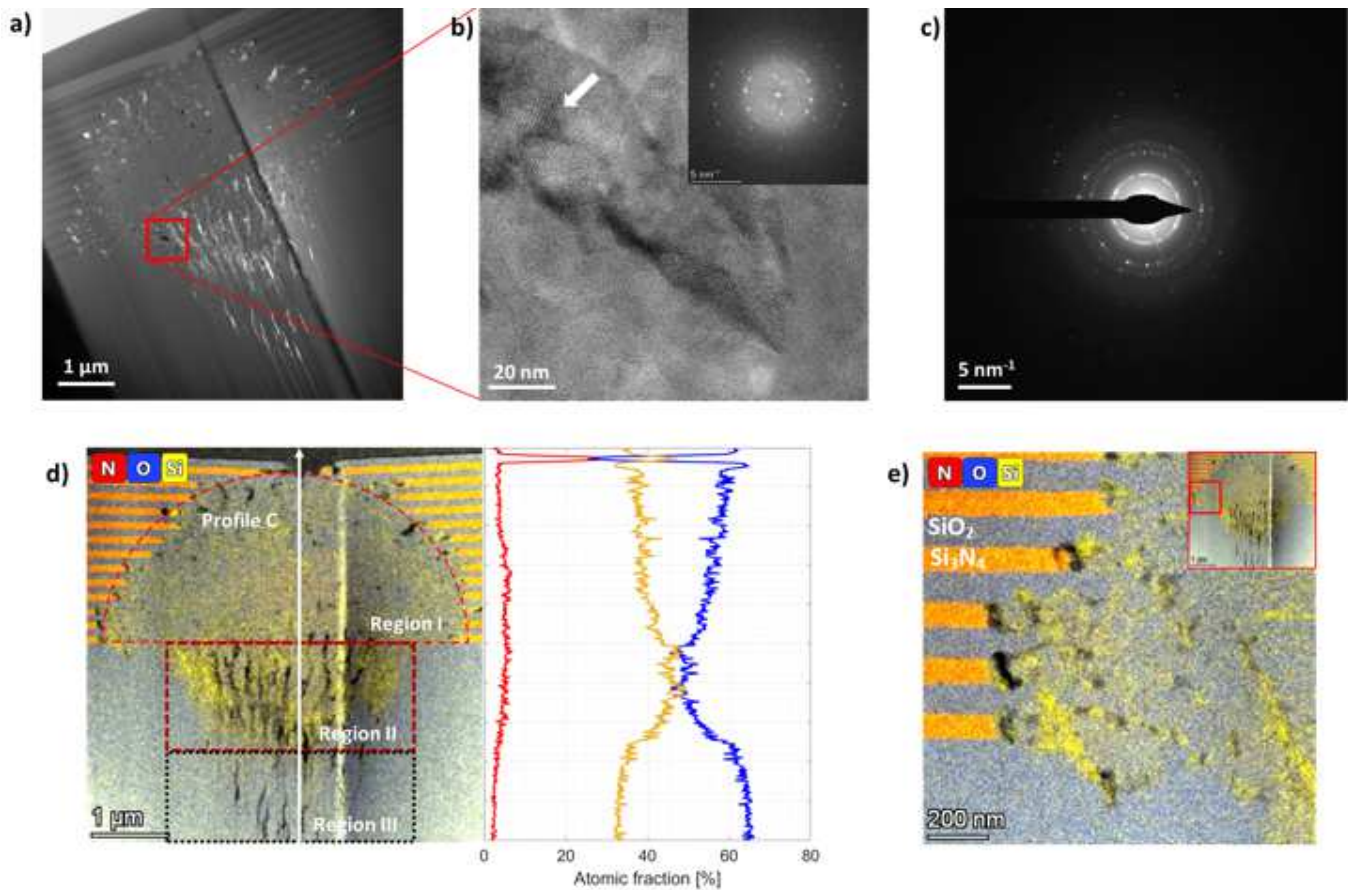 a)
1 μm
b)
5 nm⁻¹
20 nm
c)
5 nm⁻¹
d)
N O Si
Profile C
Region I
Region II
Region III
1 μm
0 20 40 60 80
Atomic fraction [%]
e)
N O Si
SiO₂
Si₃N₄
200 nm